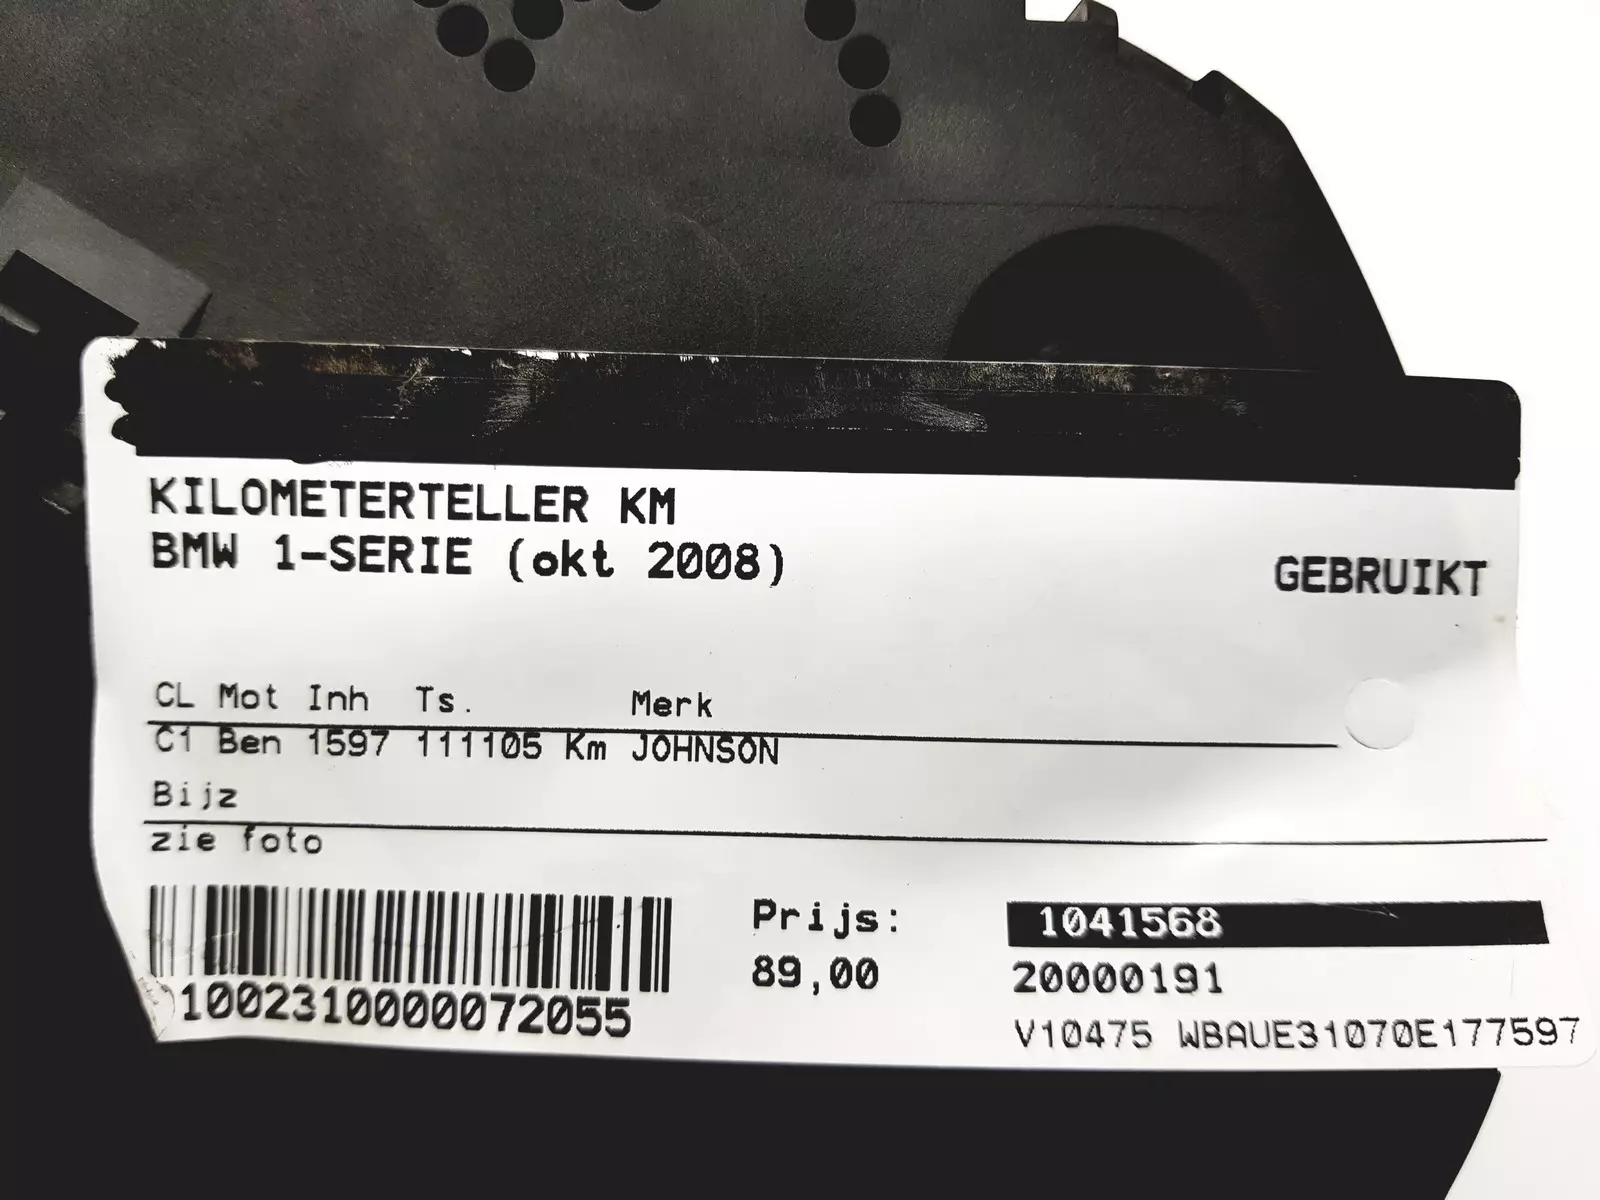 KILOMETERTELLER KM
BMW 1-SERIE (okt 2008)
GEBRUIKT
CL Mot Inh Ts. Merk
C1 Ben 1597 111105 Km JOHNSON
Bijz
zie foto
Prijs:
89,00
1041568
20000191
V10475 WBAUE31070E177597
1002310000072055